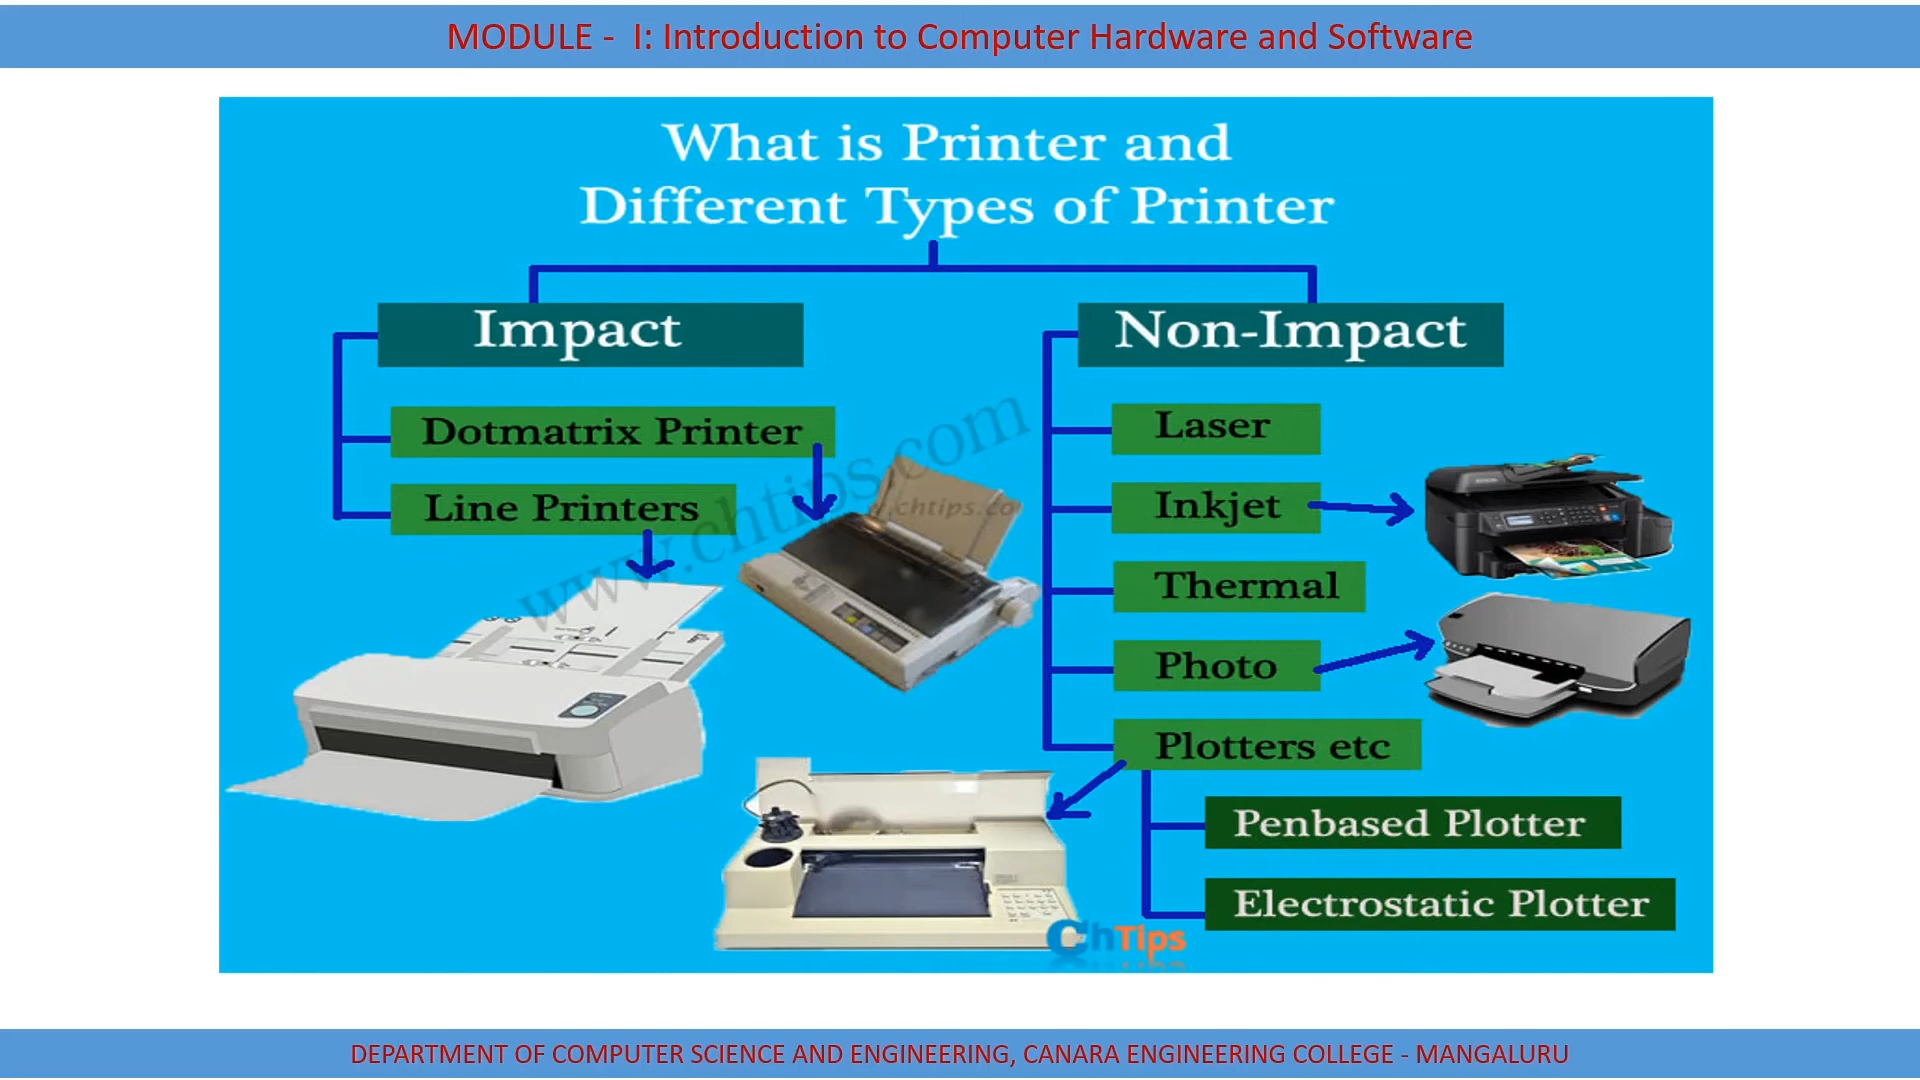 MODULE - I: Introduction to Computer Hardware and Software
What is Printer and
Different Types of Printer
Impact
Non-Impact
Dotmatrix Printer
Line Printers
Laser
Inkjet
Thermal
Photo
Plotters etc
Penbased Plotter
Electrostatic Plotter
www.chtips.com
ChTips
DEPARTMENT OF COMPUTER SCIENCE AND ENGINEERING, CANARA ENGINEERING COLLEGE - MANGALURU